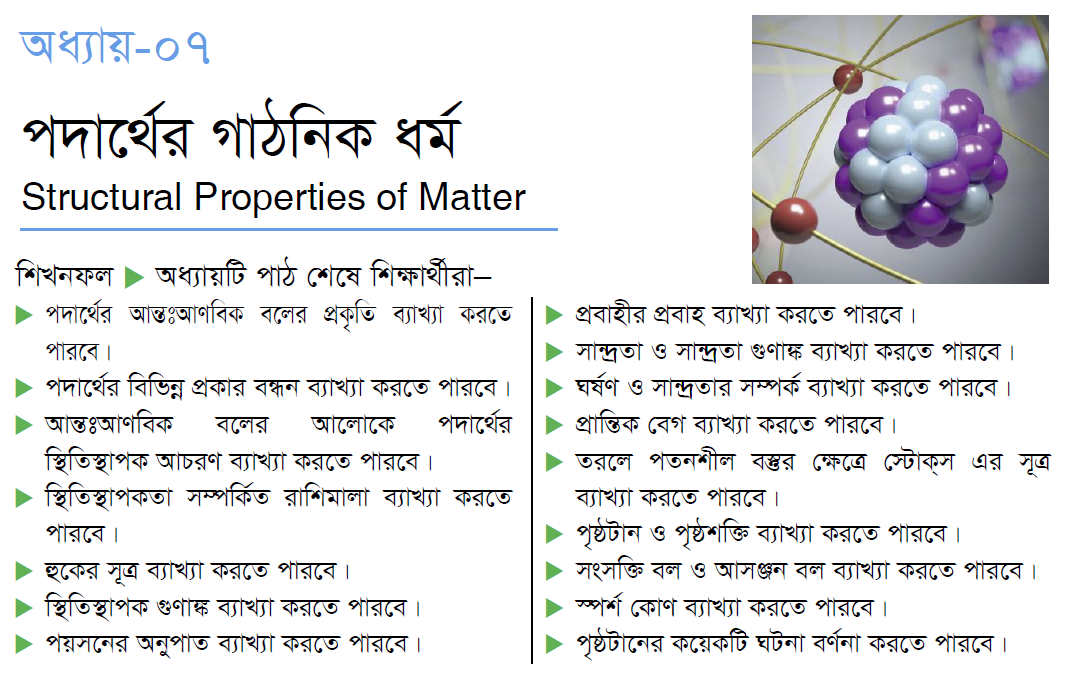 অধ্যায়-০৭
পদার্থের গাঠনিক ধর্ম
Structural Properties of Matter
শিখনফল ▶ অধ্যায়টি পাঠ শেষে শিক্ষার্থীরা–
▶ পদার্থের আন্তঃআণবিক বলের প্রকৃতি ব্যাখ্যা করতে
পারবে।
▶ পদার্থের বিভিন্ন প্রকার বন্ধন ব্যাখ্যা করতে পারবে।
▶ আন্তঃআণবিক বলের আলোকে পদার্থের
স্থিতিস্থাপক আচরণ ব্যাখ্যা করতে পারবে।
▶ স্থিতিস্থাপকতা সম্পর্কিত রাশিমালা ব্যাখ্যা করতে
পারবে।
▶ হুকের সূত্র ব্যাখ্যা করতে পারবে।
▶ স্থিতিস্থাপক গুণাঙ্ক ব্যাখ্যা করতে পারবে।
▶ পয়সনের অনুপাত ব্যাখ্যা করতে পারবে।
▶ প্রবাহীর প্রবাহ ব্যাখ্যা করতে পারবে।
▶ সান্দ্রতা ও সান্দ্রতা গুণাঙ্ক ব্যাখ্যা করতে পারবে।
▶ ঘর্ষণ ও সান্দ্রতার সম্পর্ক ব্যাখ্যা করতে পারবে।
▶ প্রান্তিক বেগ ব্যাখ্যা করতে পারবে।
▶ তরলে পতনশীল বস্তুর ক্ষেত্রে স্টোক্‌স এর সূত্র
ব্যাখ্যা করতে পারবে।
▶ পৃষ্ঠটান ও পৃষ্ঠশক্তি ব্যাখ্যা করতে পারবে।
▶ সংসক্তি বল ও আসঞ্জন বল ব্যাখ্যা করতে পারবে।
▶ স্পর্শ কোণ ব্যাখ্যা করতে পারবে।
▶ পৃষ্ঠটানের কয়েকটি ঘটনা বর্ণনা করতে পারবে।